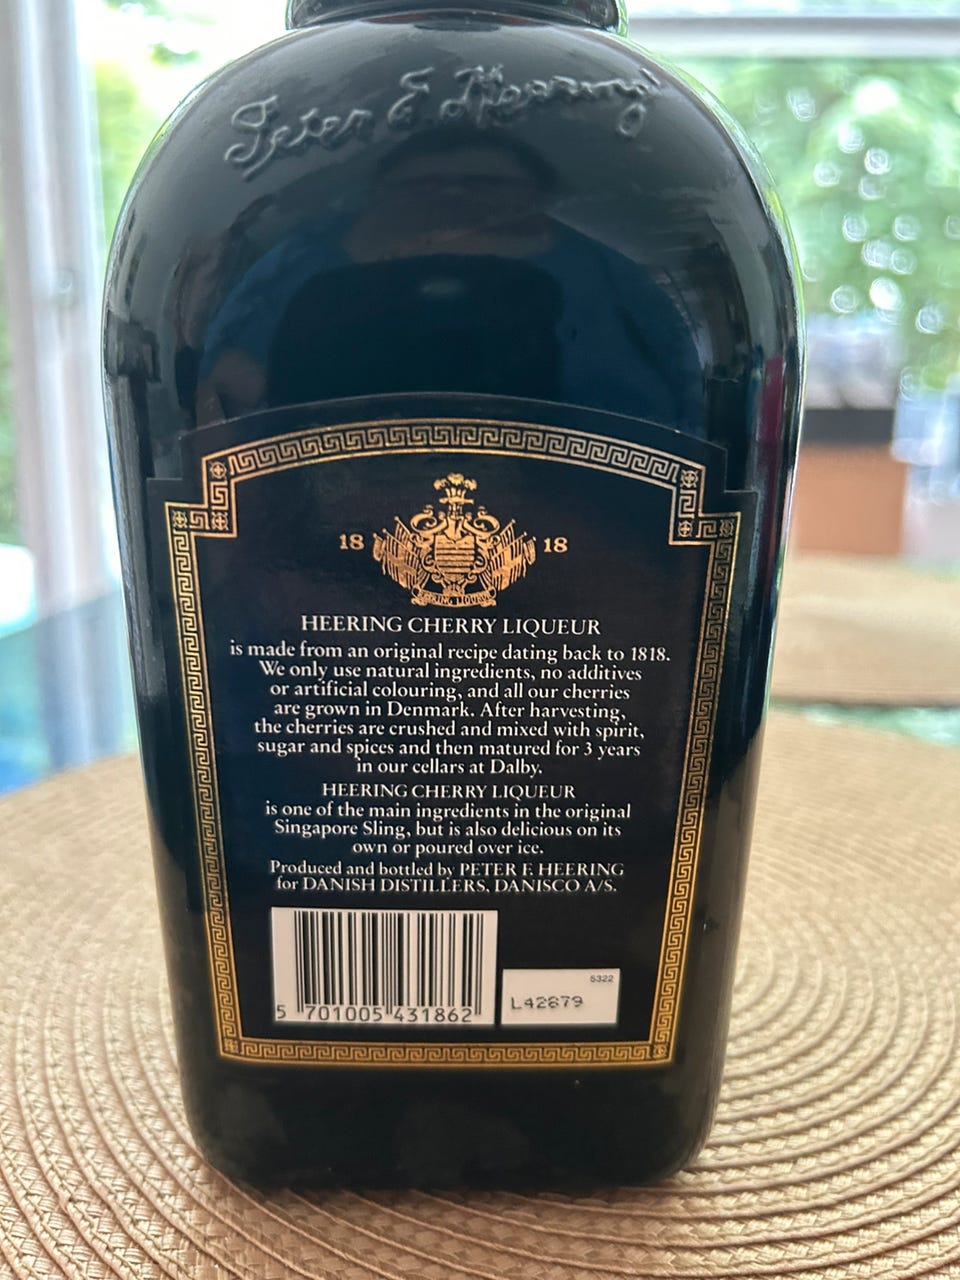 Peter F. Heering
18 18
HEERING CHERRY LIQUEUR
is made from an original recipe dating back to 1818.
We only use natural ingredients, no additives
or artificial colouring, and all our cherries
are grown in Denmark. After harvesting,
the cherries are crushed and mixed with spirit,
sugar and spices and then matured for 3 years
in our cellars at Dalby.
HEERING CHERRY LIQUEUR
is one of the main ingredients in the original
Singapore Sling, but is also delicious on its
own or poured over ice.
Produced and bottled by PETER F. HEERING
for DANISH DISTILLERS, DANISCO A/S.
5322
L42679
5 701005 431862